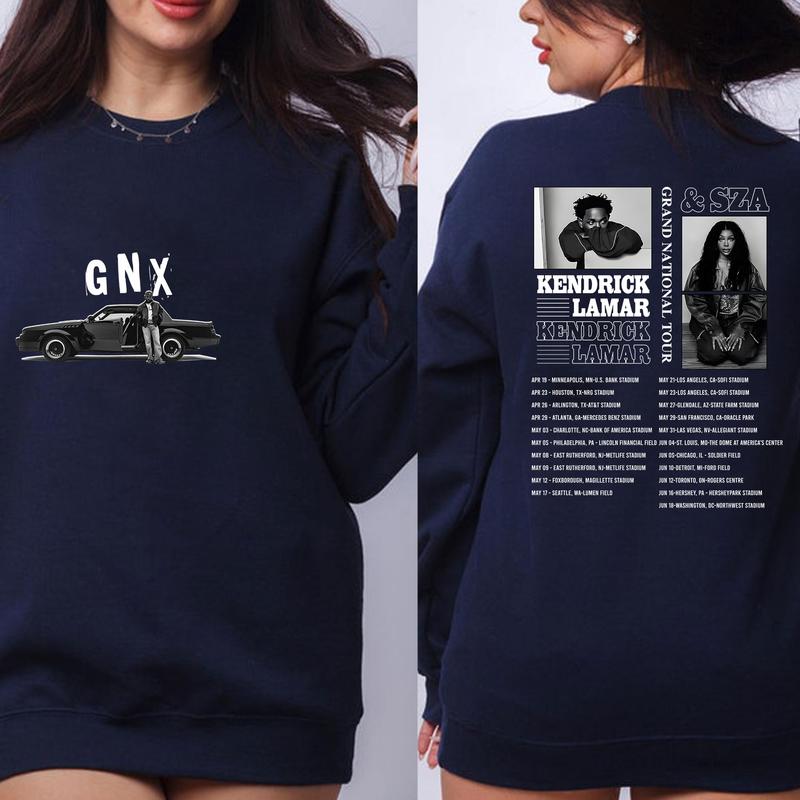 GNX
KENDRICK
LAMAR
KENDRICK
LAMAR
GRAND NATIONAL TOUR
& SZA
APR 19 - MINNEAPOLIS, MN-U.S. BANK STADIUM
APR 23 - HOUSTON, TX-NRG STADIUM
APR 26 - ARLINGTON, TX-AT&T STADIUM
APR 29 - ATLANTA, GA-MERCEDES BENZ STADIUM
MAY 03 - CHARLOTTE, NC-BANK OF AMERICA STADIUM
MAY 05 - PHILADELPHIA, PA - LINCOLN FINANCIAL FIELD
MAY 08 - EAST RUTHERFORD, NJ-METLIFE STADIUM
MAY 09 - EAST RUTHERFORD, NJ-METLIFE STADIUM
MAY 12 - FOXBOROUGH, MAGILLETTE STADIUM
MAY 17 - SEATTLE, WA-LUMEN FIELD
MAY 21-LOS ANGELES, CA-SOFI STADIUM
MAY 23-LOS ANGELES, CA-SOFI STADIUM
MAY 27-GLENDALE, AZ-STATE FARM STADIUM
MAY 29-SAN FRANCISCO, CA-ORACLE PARK
MAY 31-LAS VEGAS, NV-ALLEGIANT STADIUM
JUN 04-ST. LOUIS, MO-THE DOME AT AMERICA'S CENTER
JUN 05-CHICAGO, IL - SOLDIER FIELD
JUN 10-DETROIT, MI-FORD FIELD
JUN 12-TORONTO, ON-ROGERS CENTRE
JUN 16-HERSHEY, PA - HERSHEYPARK STADIUM
JUN 18-WASHINGTON, DC-NORTHWEST STADIUM